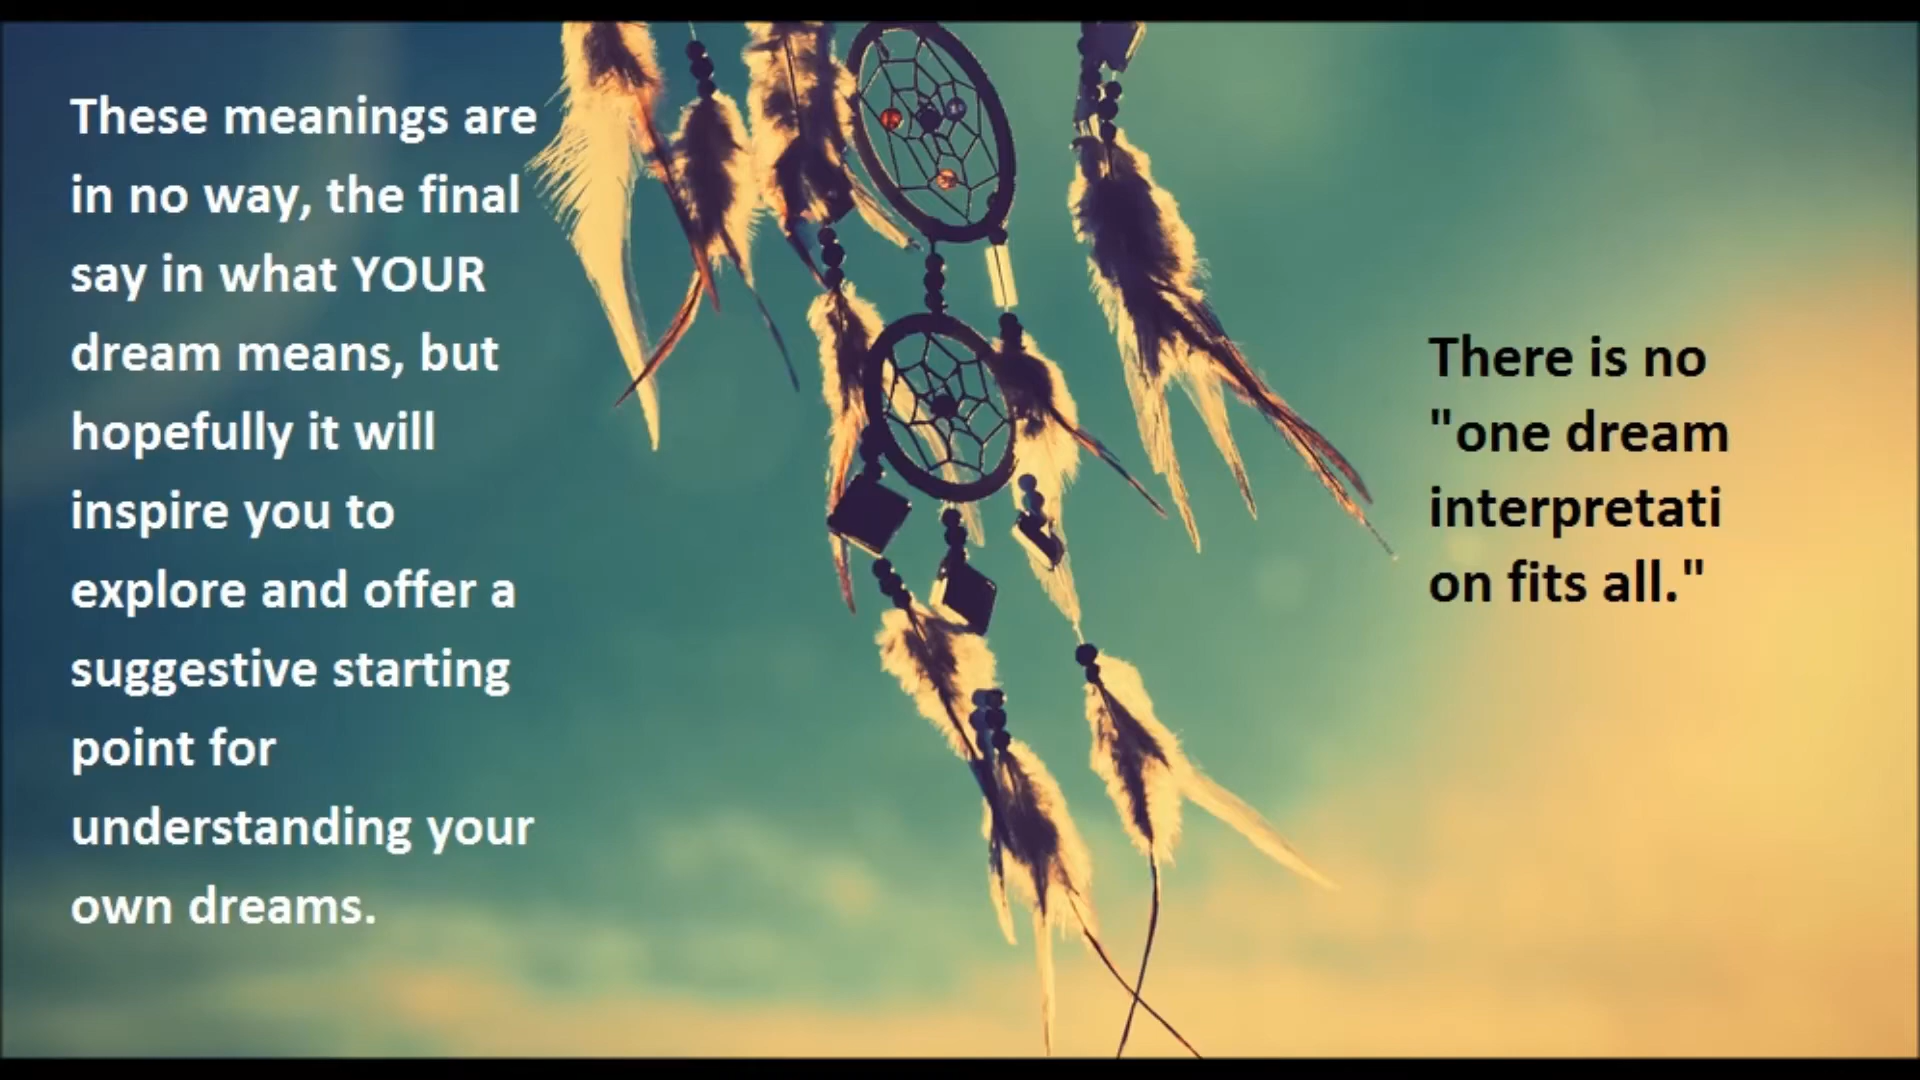 These meanings are
in no way, the final
say in what YOUR
dream means, but
hopefully it will
inspire you to
explore and offer a
suggestive starting
point for
understanding your
own dreams.
There is no
"one dream
interpretati
on fits all."